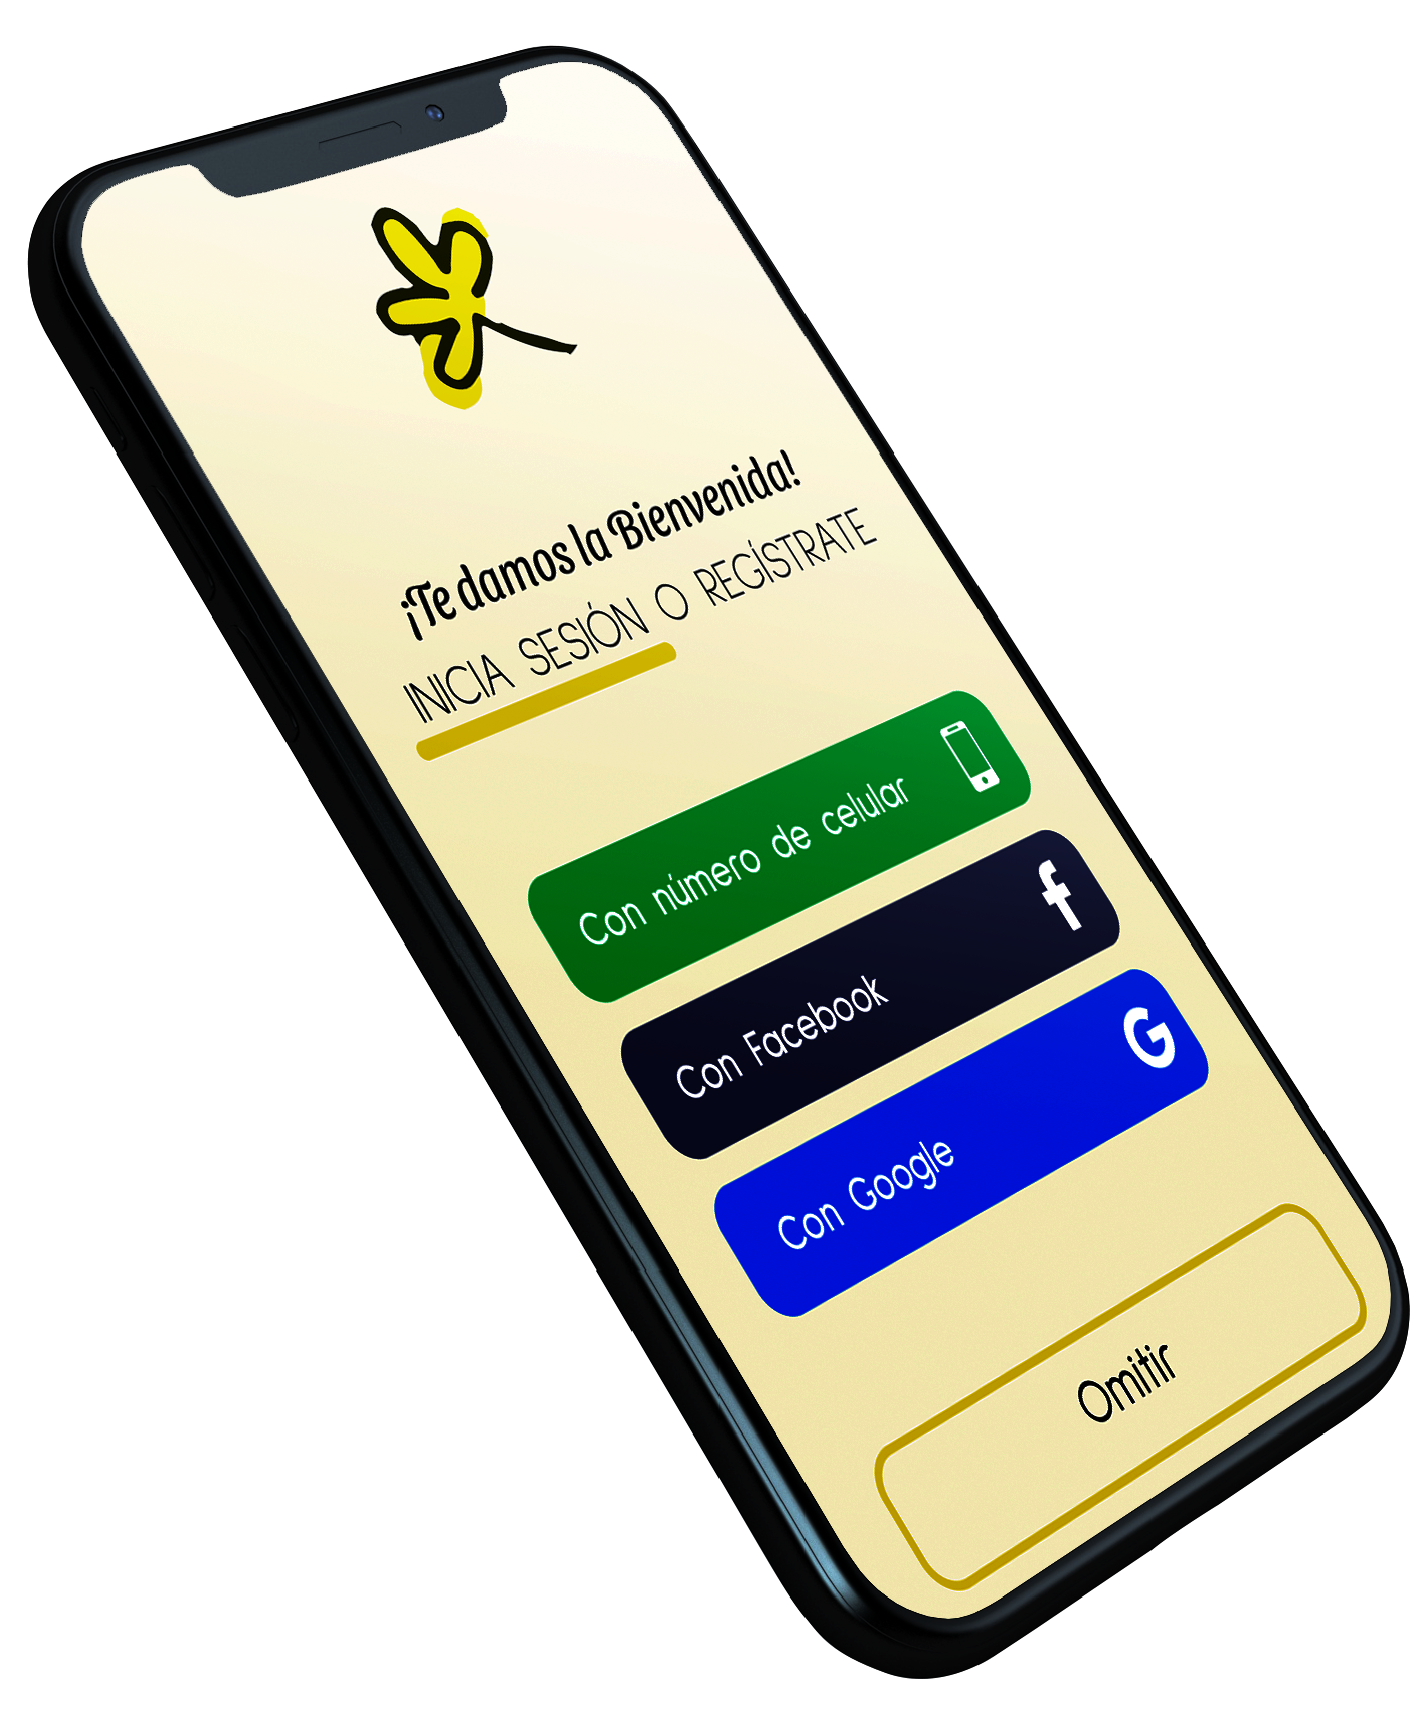 ¡Te damos la Bienvenida!
INICIA SESIÓN O REGÍSTRATE
Con número de celular
Con Facebook
Con Google
Omitir